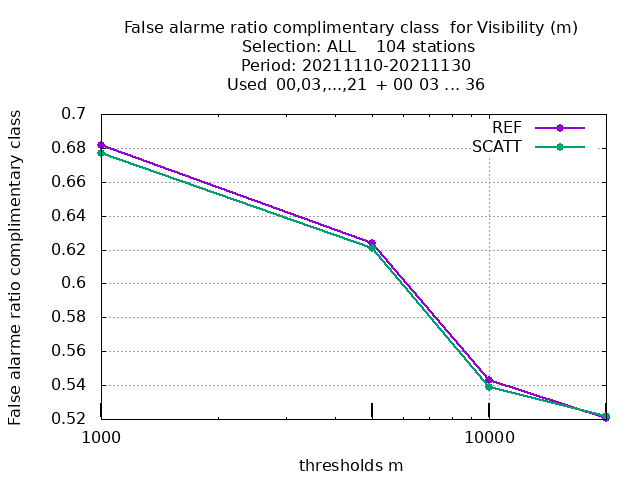 False alarme ratio complimentary class  for Visibility (m)
Selection: ALL    104 stations
Period: 20211110-20211130
Used  00,03,...,21  + 00 03 ... 36
False alarme ratio complimentary class
0.7
0.68
0.66
0.64
0.62
0.6
0.58
0.56
0.54
0.52
REF
SCATT
1000
10000
thresholds m